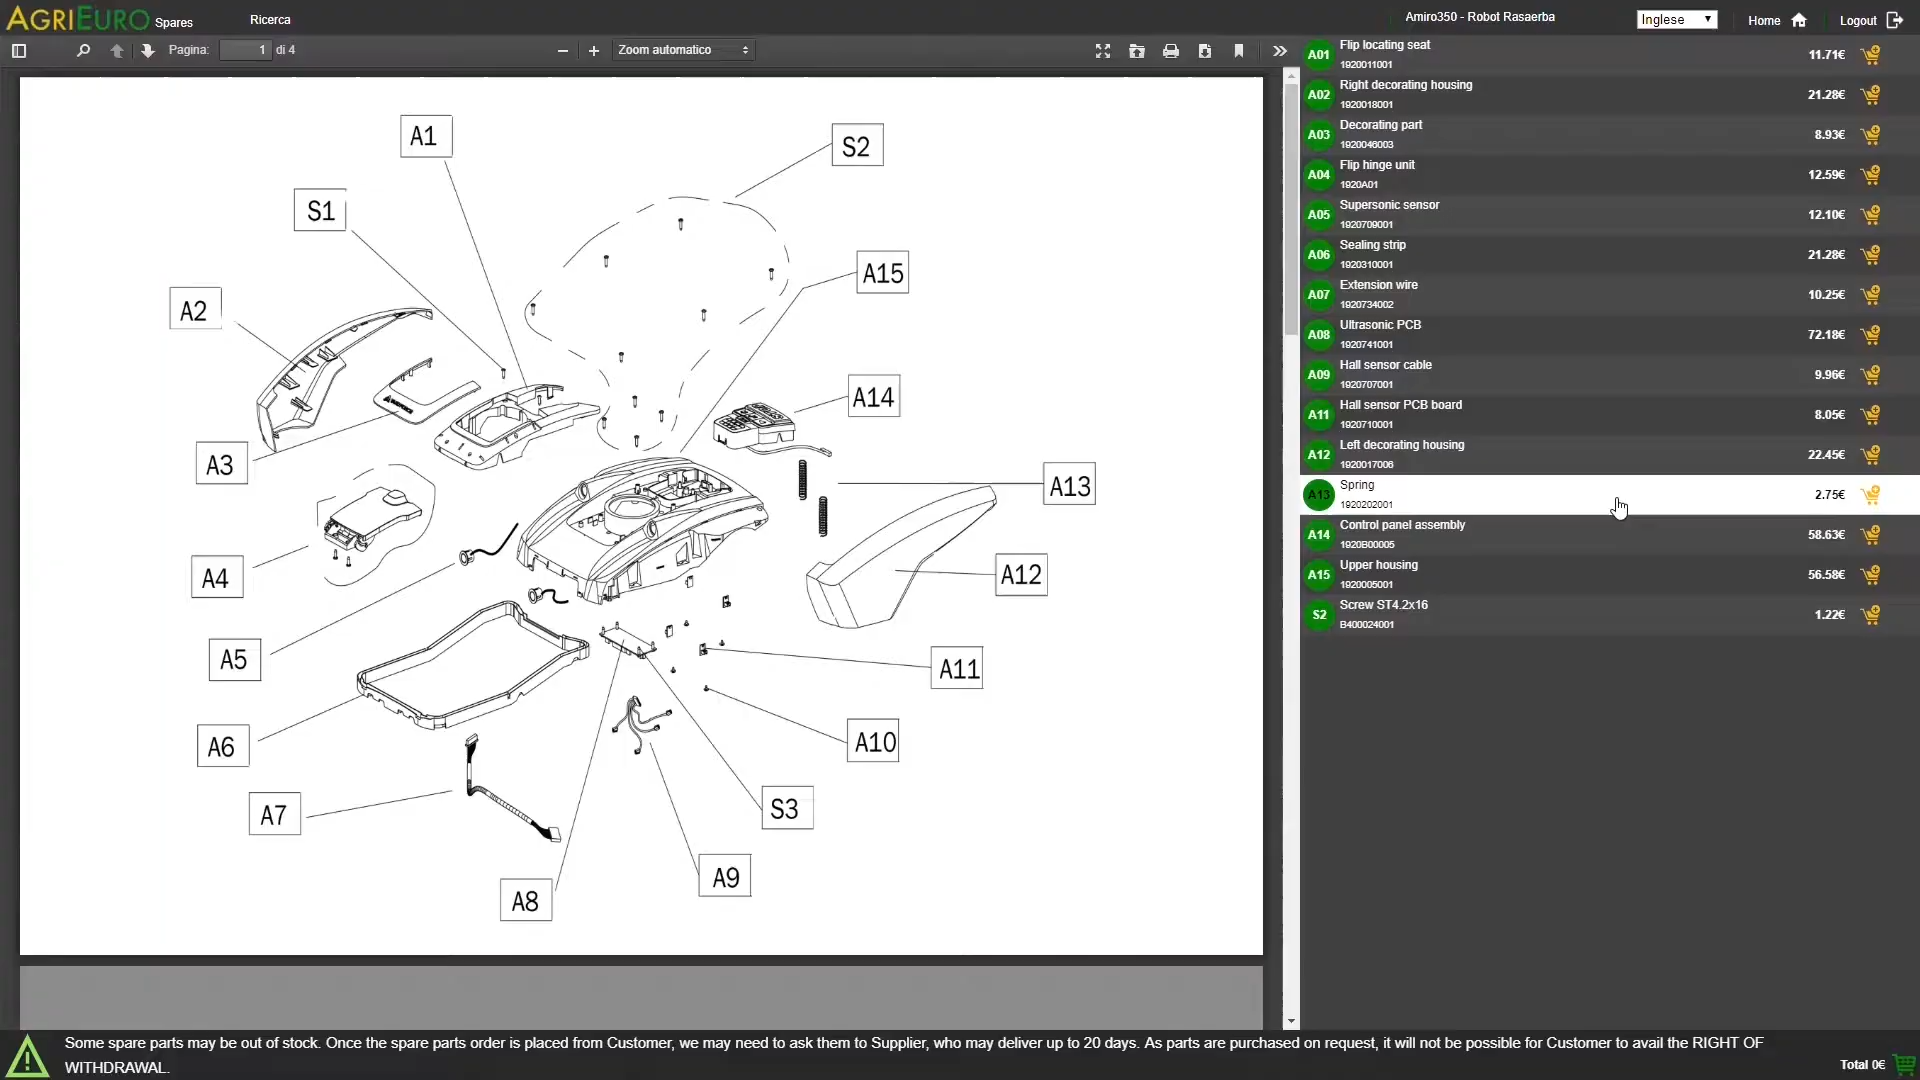 AGRIEURO Spares
Ricerca
Amiro350 - Robot Rasaerba
Inglese
Home
Logout
Pagina:
1
di 4
Zoom automatico
A1
S2
S1
A15
A2
A14
A3
A13
A4
A12
A5
A11
A6
A10
A7
S3
A9
A8
A01
Flip locating seat
1920011001
11.71€
A02
Right decorating housing
1920018001
21.28€
A03
Decorating part
1920046003
8.93€
A04
Flip hinge unit
1920A01
12.59€
A05
Supersonic sensor
1920709001
12.10€
A06
Sealing strip
1920310001
21.28€
A07
Extension wire
1920734002
10.25€
A08
Ultrasonic PCB
1920741001
72.18€
A09
Hall sensor cable
1920707001
9.96€
A11
Hall sensor PCB board
1920710001
8.05€
A12
Left decorating housing
1920017006
22.45€
A13
Spring
1920202001
2.75€
A14
Control panel assembly
1920B00005
58.63€
A15
Upper housing
1920005001
56.58€
S2
Screw ST4.2x16
B400024001
1.22€
Some spare parts may be out of stock. Once the spare parts order is placed from Customer, we may need to ask them to Supplier, who may deliver up to 20 days. As parts are purchased on request, it will not be possible for Customer to avail the RIGHT OF
WITHDRAWAL.
Total 0€